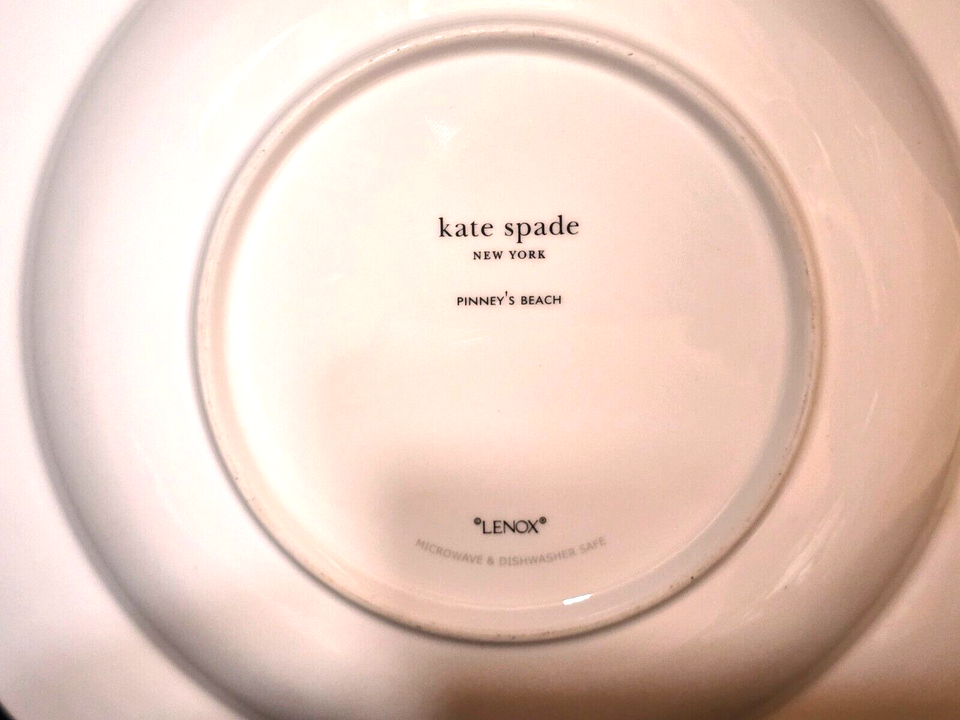 kate spade
NEW YORK
PINNEY'S BEACH
©LENOX®
MICROWAVE & DISHWASHER SAFE